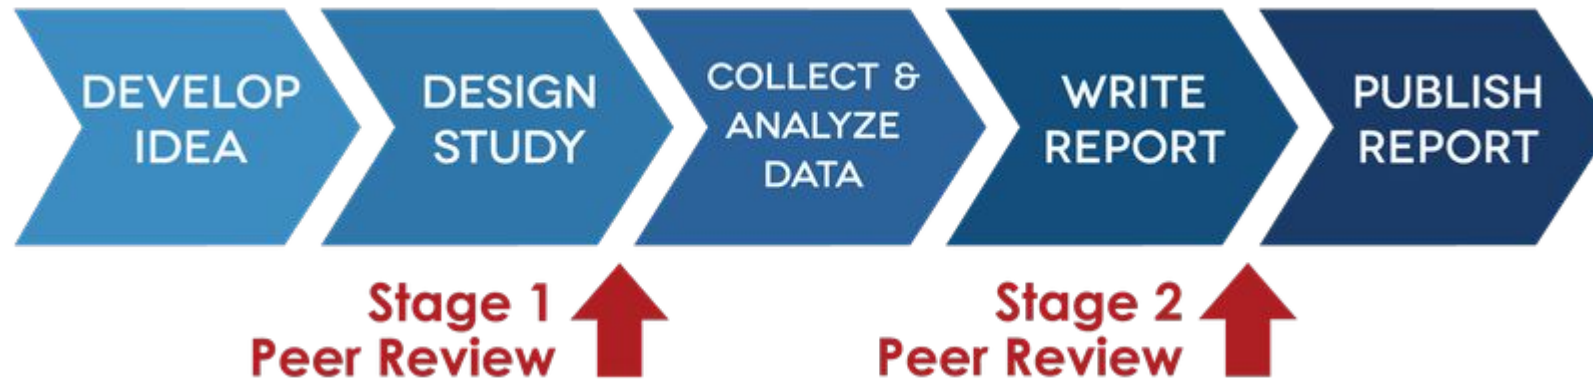 DEVELOP
IDEA
DESIGN
STUDY
COLLECT &
ANALYZE
DATA
WRITE
REPORT
PUBLISH
REPORT
Stage 1
Peer Review
Stage 2
Peer Review